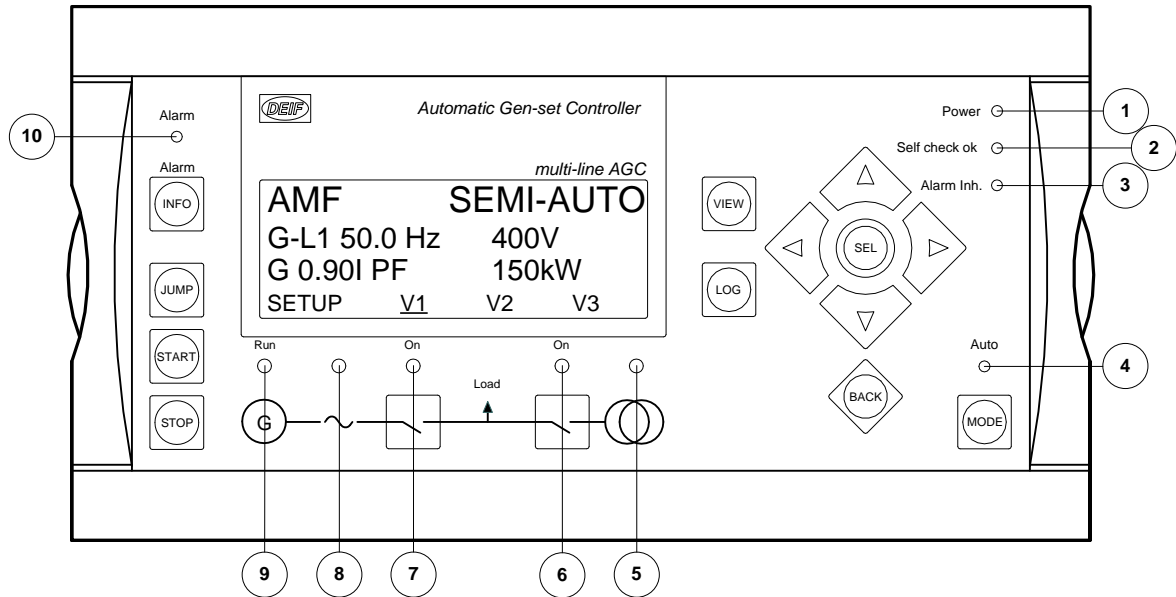 DEIF
Automatic Gen-set Controller
multi-line AGC
AMF SEMI-AUTO
G-L1 50.0 Hz 400V
G 0.90I PF 150kW
SETUP V1 V2 V3
10
Alarm
Alarm
INFO
JUMP
START
STOP
VIEW
LOG
Power
1
Self check ok
2
Alarm Inh.
3
SEL
BACK
Auto
4
MODE
Run
On
On
Load
G
9
8
7
6
5